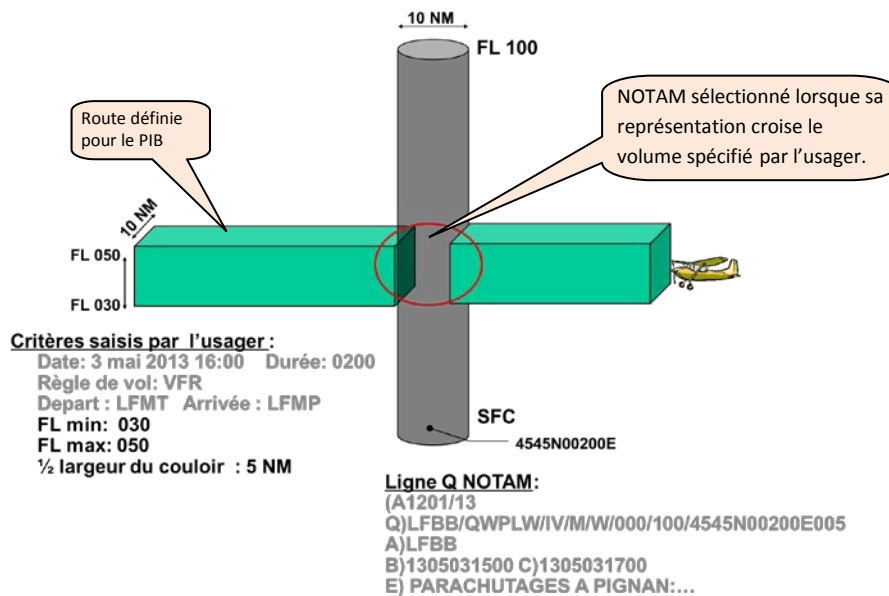 10 NM
FL 100
Route définie
pour le PIB
NOTAM sélectionné lorsque sa
représentation croise le
volume spécifié par l’usager.
10 NM
FL 050
FL 030
Critères saisis par l’usager :
Date: 3 mai 2013 16:00 Durée: 0200
Règle de vol: VFR
Depart : LFMT Arrivée : LFMP
FL min: 030
FL max: 050
½ largeur du couloir : 5 NM
SFC
4545N00200E
Ligne Q NOTAM:
(A1201/13
Q)LFBB/QWPLW/IV/M/W/000/100/4545N00200E005
A)LFBB
B)1305031500 C)1305031700
E) PARACHUTAGES A PIGNAN:...